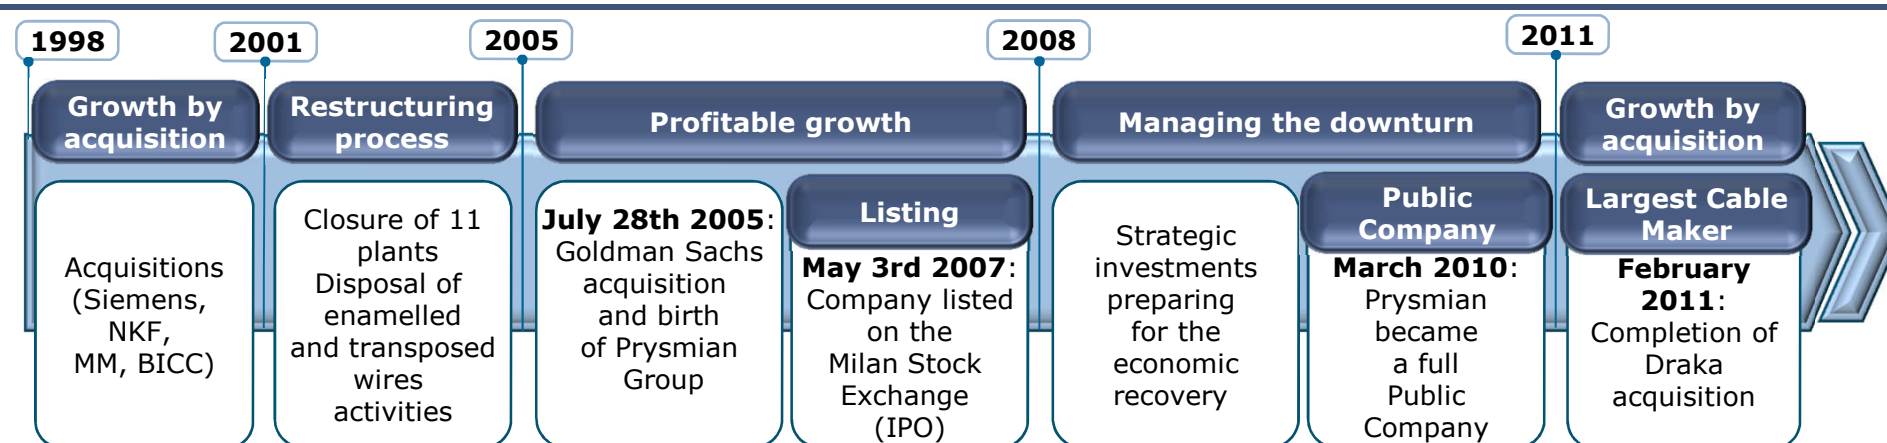 1998
2001
2005
2008
2011
Growth by
acquisition
Restructuring
process
Profitable growth
Managing the downturn
Growth by
acquisition
Acquisitions
(Siemens,
NKF,
MM, BICC)
Closure of 11
plants
Disposal of
enamelled
and transposed
wires
activities
July 28th 2005:
Goldman Sachs
acquisition
and birth
of Prysmian
Group
Listing
May 3rd 2007:
Company listed
on the
Milan Stock
Exchange
(IPO)
Strategic
investments
preparing
for the
economic
recovery
Public
Company
March 2010:
Prysmian
became
a full
Public
Company
Largest Cable
Maker
February
2011:
Completion of
Draka
acquisition